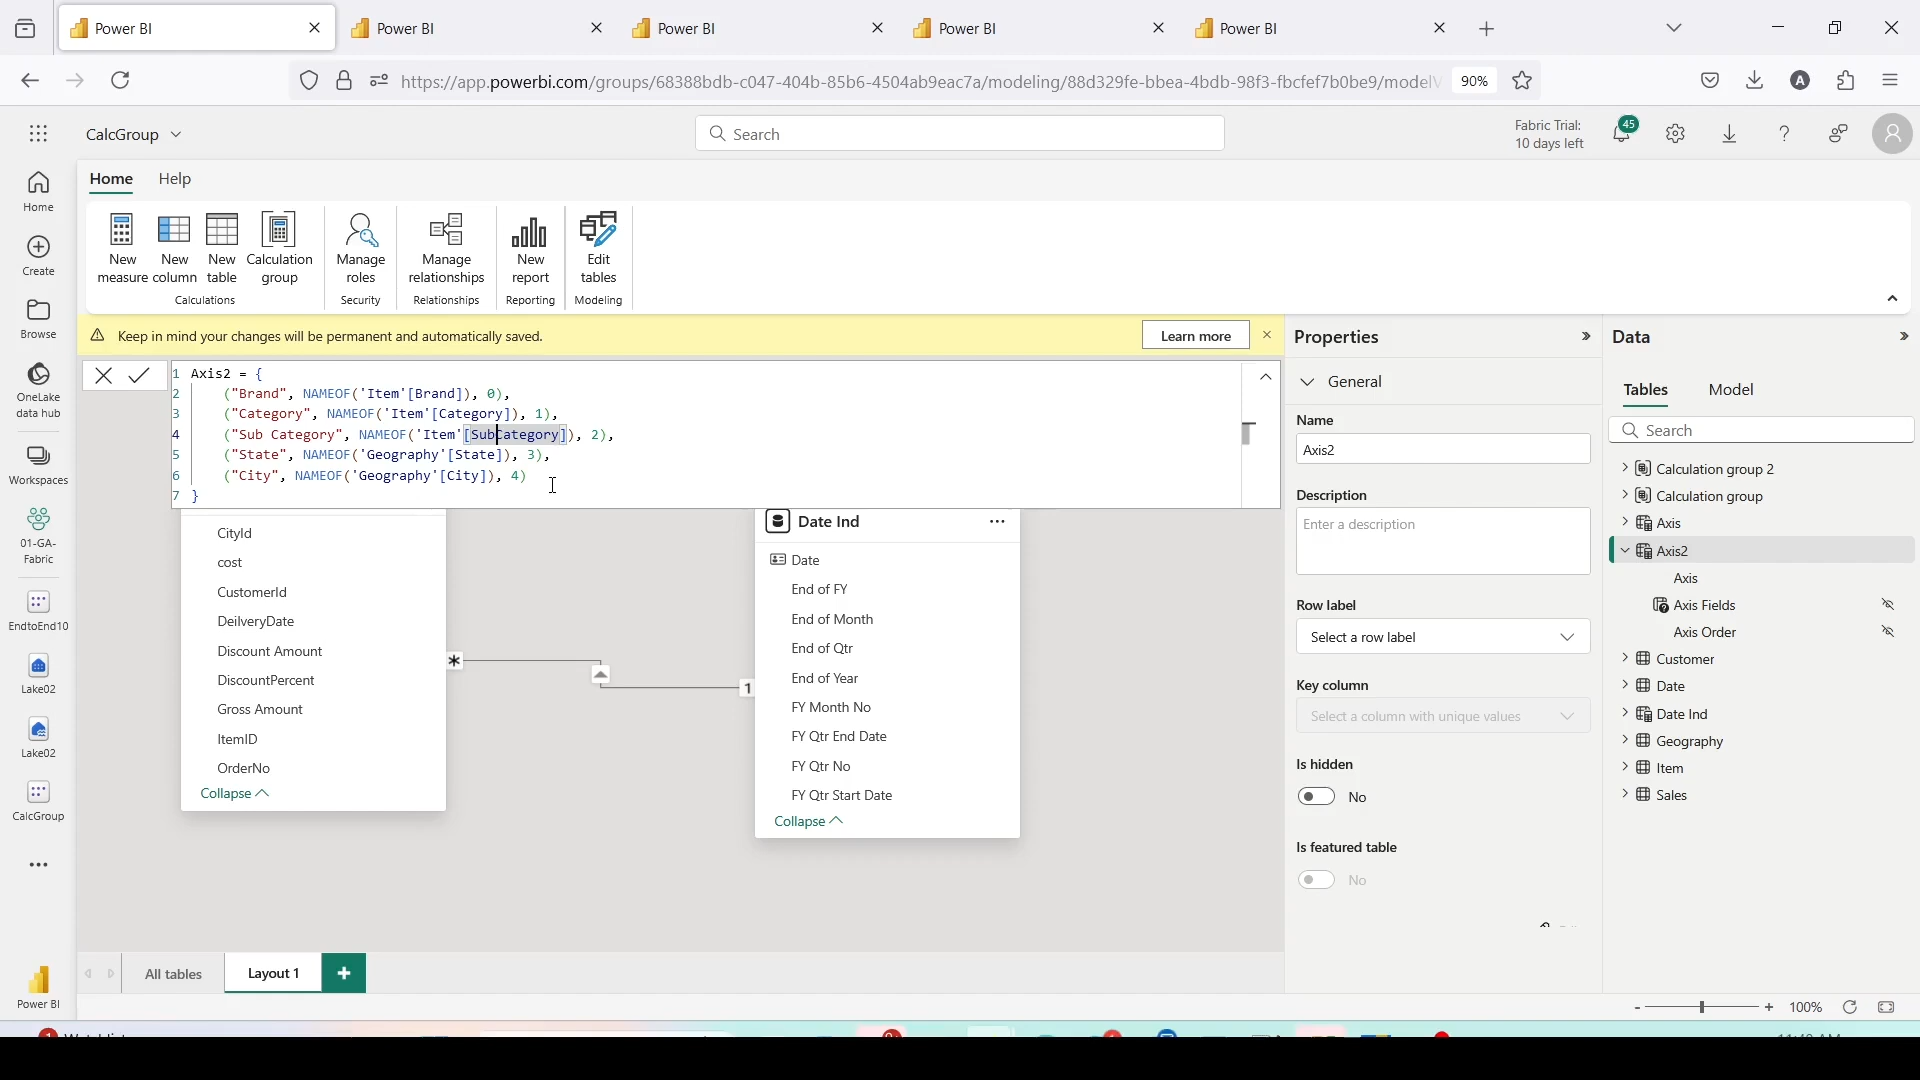 Power BI
Power BI
Power BI
Power BI
Power BI
https://app.powerbi.com/groups/68388bdb-c047-404b-85b6-4504ab9eac7a/modeling/88d329fe-bbea-4bdb-98f3-fbcfef7b0be9/modelV
90%
A
CalcGroup
Search
Fabric Trial:
10 days left
45
Home
Help
New measure
New column
New table
Calculation group
Calculations
Manage roles
Security
Manage relationships
Relationships
New report
Reporting
Edit tables
Modeling
Home
Create
Browse
OneLake data hub
Workspaces
01-GA-Fabric
EndtoEnd10
Lake02
Lake02
CalcGroup
Power BI
Keep in mind your changes will be permanent and automatically saved.
Learn more
1 Axis2 = {
2 ("Brand", NAMEOF('Item'[Brand]), 0),
3 ("Category", NAMEOF('Item'[Category]), 1),
4 ("Sub Category", NAMEOF('Item'[SubCategory]), 2),
5 ("State", NAMEOF('Geography'[State]), 3),
6 ("City", NAMEOF('Geography'[City]), 4)
7 }
CityId
cost
CustomerId
DeilveryDate
Discount Amount
DiscountPercent
Gross Amount
ItemID
OrderNo
Collapse
1
Date Ind
Date
End of FY
End of Month
End of Qtr
End of Year
FY Month No
FY Qtr End Date
FY Qtr No
FY Qtr Start Date
Collapse
All tables
Layout 1
Properties
General
Name
Axis2
Description
Enter a description
Row label
Select a row label
Key column
Select a column with unique values
Is hidden
No
Is featured table
No
Data
Tables
Model
Search
Calculation group 2
Calculation group
Axis
Axis2
Axis
Axis Fields
Axis Order
Customer
Date
Date Ind
Geography
Item
Sales
- + 100%